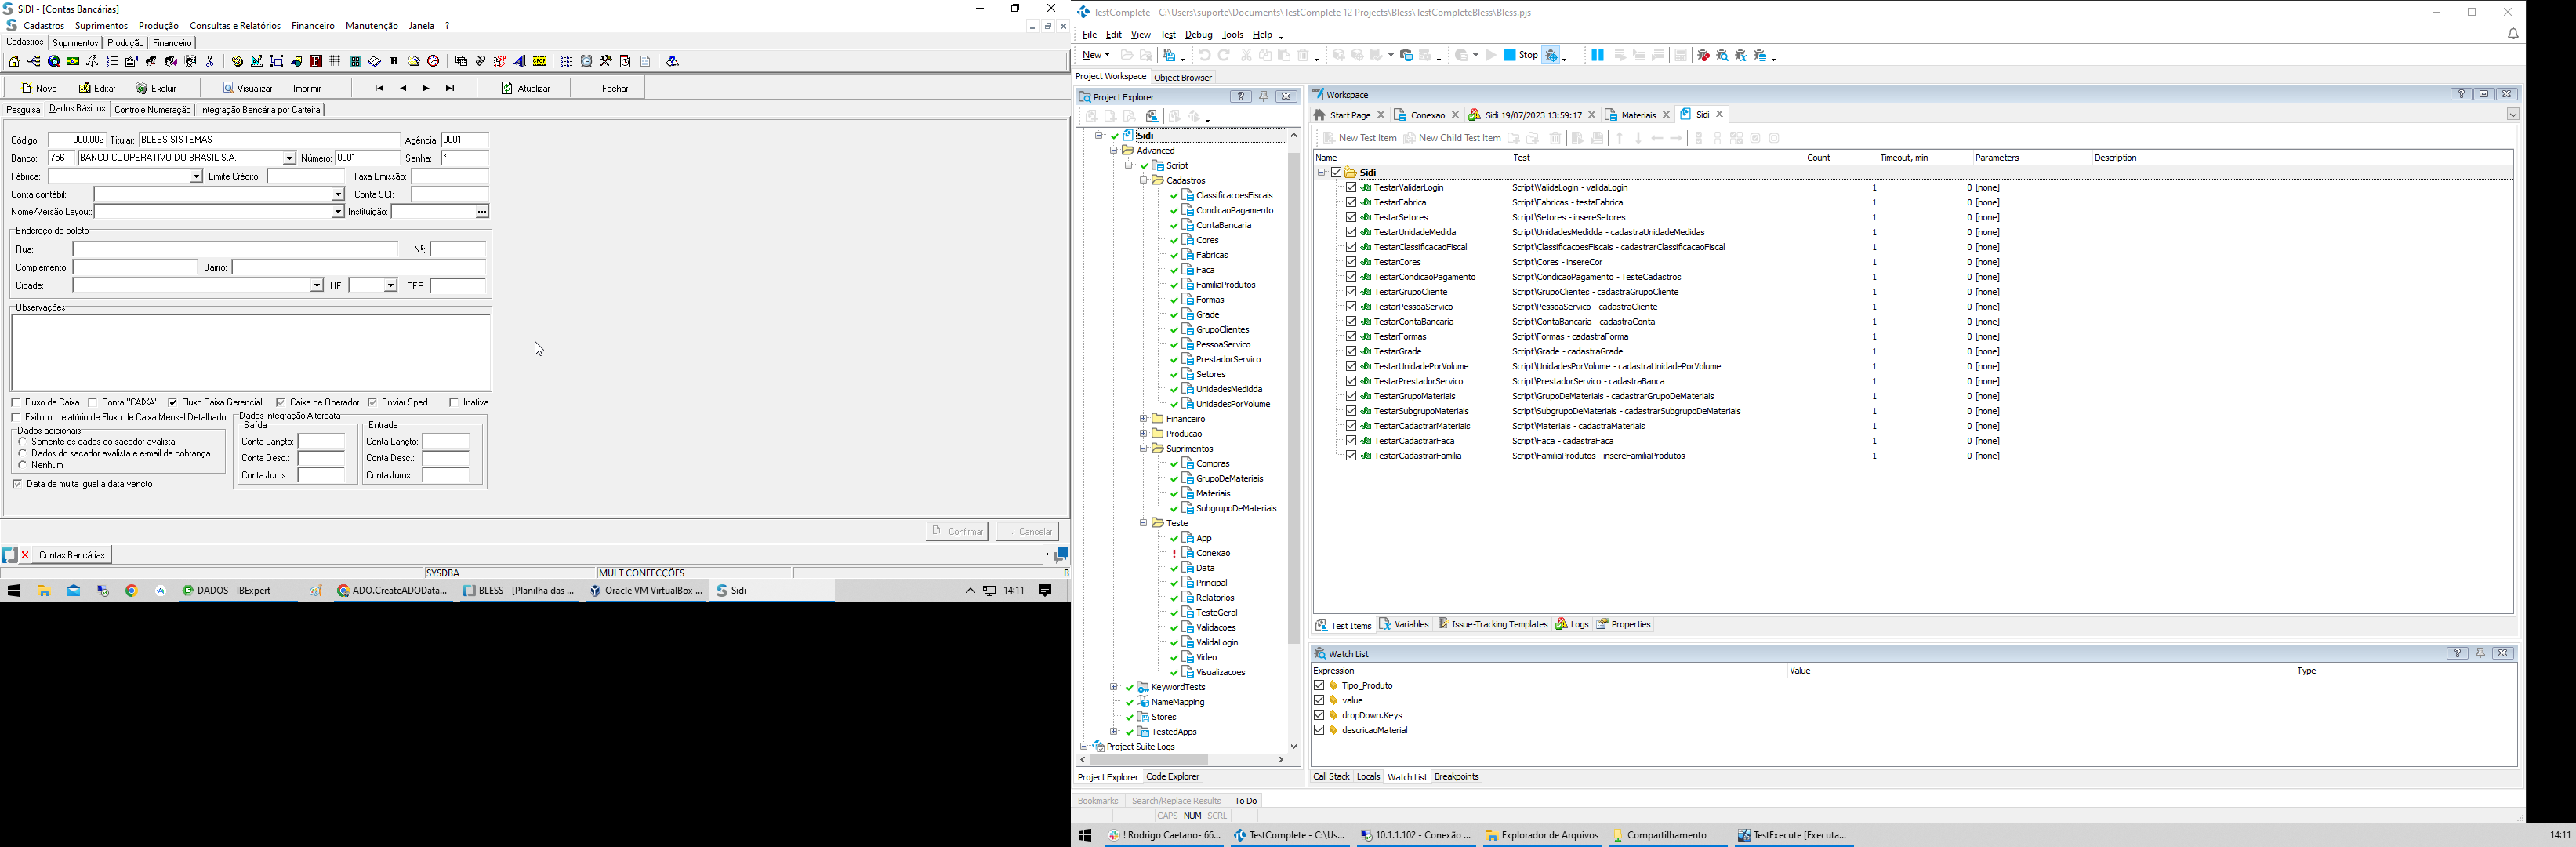 SIDI - [Contas Bancárias]
Cadastros Suprimentos Produção Consultas e Relatórios Financeiro Manutenção Janela ?
Cadastros Suprimentos Produção Financeiro
Novo Editar Excluir Visualizar Imprimir Atualizar Fechar
Pesquisa Dados Básicos Controle Numeração Integração Bancária por Carteira
Código: 000.002 Titular: BLESS SISTEMAS Agência: 0001
Banco: 756 BANCO COOPERATIVO DO BRASIL S.A. Número: 0001 Senha: *
Fábrica: Limite Crédito: Taxa Emissão:
Conta contábil: Conta SCI:
Nome/Versão Layout: Instituição: ...
Endereço do boleto
Rua: Nº:
Complemento: Bairro:
Cidade: UF: CEP:
Observações
Fluxo de Caixa Conta "CAIXA" Fluxo Caixa Gerencial Caixa de Operador Enviar Sped Inativa
Exibir no relatório de Fluxo de Caixa Mensal Detalhado
Dados adicionais
Somente os dados do sacador avalista
Dados do sacador avalista e e-mail de cobrança
Nenhum
Data da multa igual a data vencto
Dados integração Alterdata
Saída Entrada
Conta Lançto: Conta Lançto:
Conta Desc.: Conta Desc.:
Conta Juros: Conta Juros:
Confirmar Cancelar
Contas Bancárias
SYSDBA MULT CONFECÇÕES B
DADOS - IBExpert ADO.CreateADOData... BLESS - [Planilha das ... Oracle VM VirtualBox ... Sidi 14:11
TestComplete - C:\Users\suporte\Documents\TestComplete 12 Projects\Bless\TestCompleteBless\Bless.pjs
File Edit View Test Debug Tools Help
New Stop
Project Workspace Object Browser
Project Explorer
Sidi
Advanced
Script
Cadastros
ClassificacoesFiscais
CondicaoPagamento
ContaBancaria
Cores
Fabricas
Faca
FamiliaProdutos
Formas
Grade
GrupoClientes
PessoaServico
PrestadorServico
Setores
UnidadesMedidda
UnidadesPorVolume
Financeiro
Producao
Suprimentos
Compras
GrupoDeMateriais
Materiais
SubgrupoDeMateriais
Teste
App
Conexao
Data
Principal
Relatorios
TesteGeral
Validacoes
ValidaLogin
Video
Visualizacoes
KeywordTests
NameMapping
Stores
TestedApps
Project Suite Logs
Project Explorer Code Explorer
Workspace
Start Page Conexao Sidi 19/07/2023 13:59:17 Materiais Sidi
New Test Item New Child Test Item
Name Test Count Timeout, min Parameters Description
Sidi
TestarValidarLogin Script\ValidaLogin - validaLogin 1 0 [none]
TestarFabrica Script\Fabricas - testaFabrica 1 0 [none]
TestarSetores Script\Setores - insereSetores 1 0 [none]
TestarUnidadeMedida Script\UnidadesMedidda - cadastraUnidadeMedidas 1 0 [none]
TestarClassificacaoFiscal Script\ClassificacoesFiscais - cadastrarClassificacaoFiscal 1 0 [none]
TestarCores Script\Cores - insereCor 1 0 [none]
TestarCondicaoPagamento Script\CondicaoPagamento - TesteCadastros 1 0 [none]
TestarGrupoCliente Script\GrupoClientes - cadastraGrupoCliente 1 0 [none]
TestarPessoaServico Script\PessoaServico - cadastraCliente 1 0 [none]
TestarContaBancaria Script\ContaBancaria - cadastraConta 1 0 [none]
TestarFormas Script\Formas - cadastraForma 1 0 [none]
TestarGrade Script\Grade - cadastraGrade 1 0 [none]
TestarUnidadePorVolume Script\UnidadesPorVolume - cadastraUnidadePorVolume 1 0 [none]
TestarPrestadorServico Script\PrestadorServico - cadastraBanca 1 0 [none]
TestarGrupoMateriais Script\GrupoDeMateriais - cadastrarGrupoDeMateriais 1 0 [none]
TestarSubgrupoMateriais Script\SubgrupoDeMateriais - cadastrarSubgrupoDeMateriais 1 0 [none]
TestarCadastrarMateriais Script\Materiais - cadastraMateriais 1 0 [none]
TestarCadastrarFaca Script\Faca - cadastraFaca 1 0 [none]
TestarCadastrarFamilia Script\FamiliaProdutos - insereFamiliaProdutos 1 0 [none]
Test Items Variables Issue-Tracking Templates Logs Properties
Watch List
Expression Value Type
Tipo_Produto
value
dropDown.Keys
descricaoMaterial
Call Stack Locals Watch List Breakpoints
Bookmarks Search/Replace Results To Do
CAPS NUM SCRL
! Rodrigo Caetano- 66... TestComplete - C:\Us... 10.1.1.102 - Conexão ... Explorador de Arquivos Compartilhamento TestExecute [Executa... 14:11